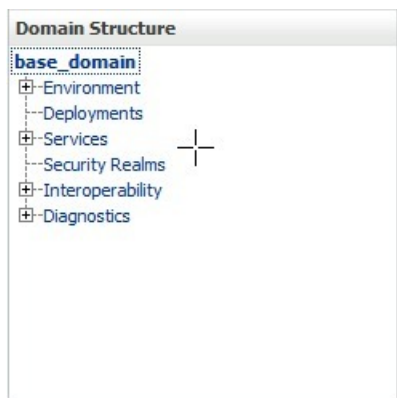 Domain Structure
base_domain
Environment
Deployments
Services
Security Realms
Interoperability
Diagnostics